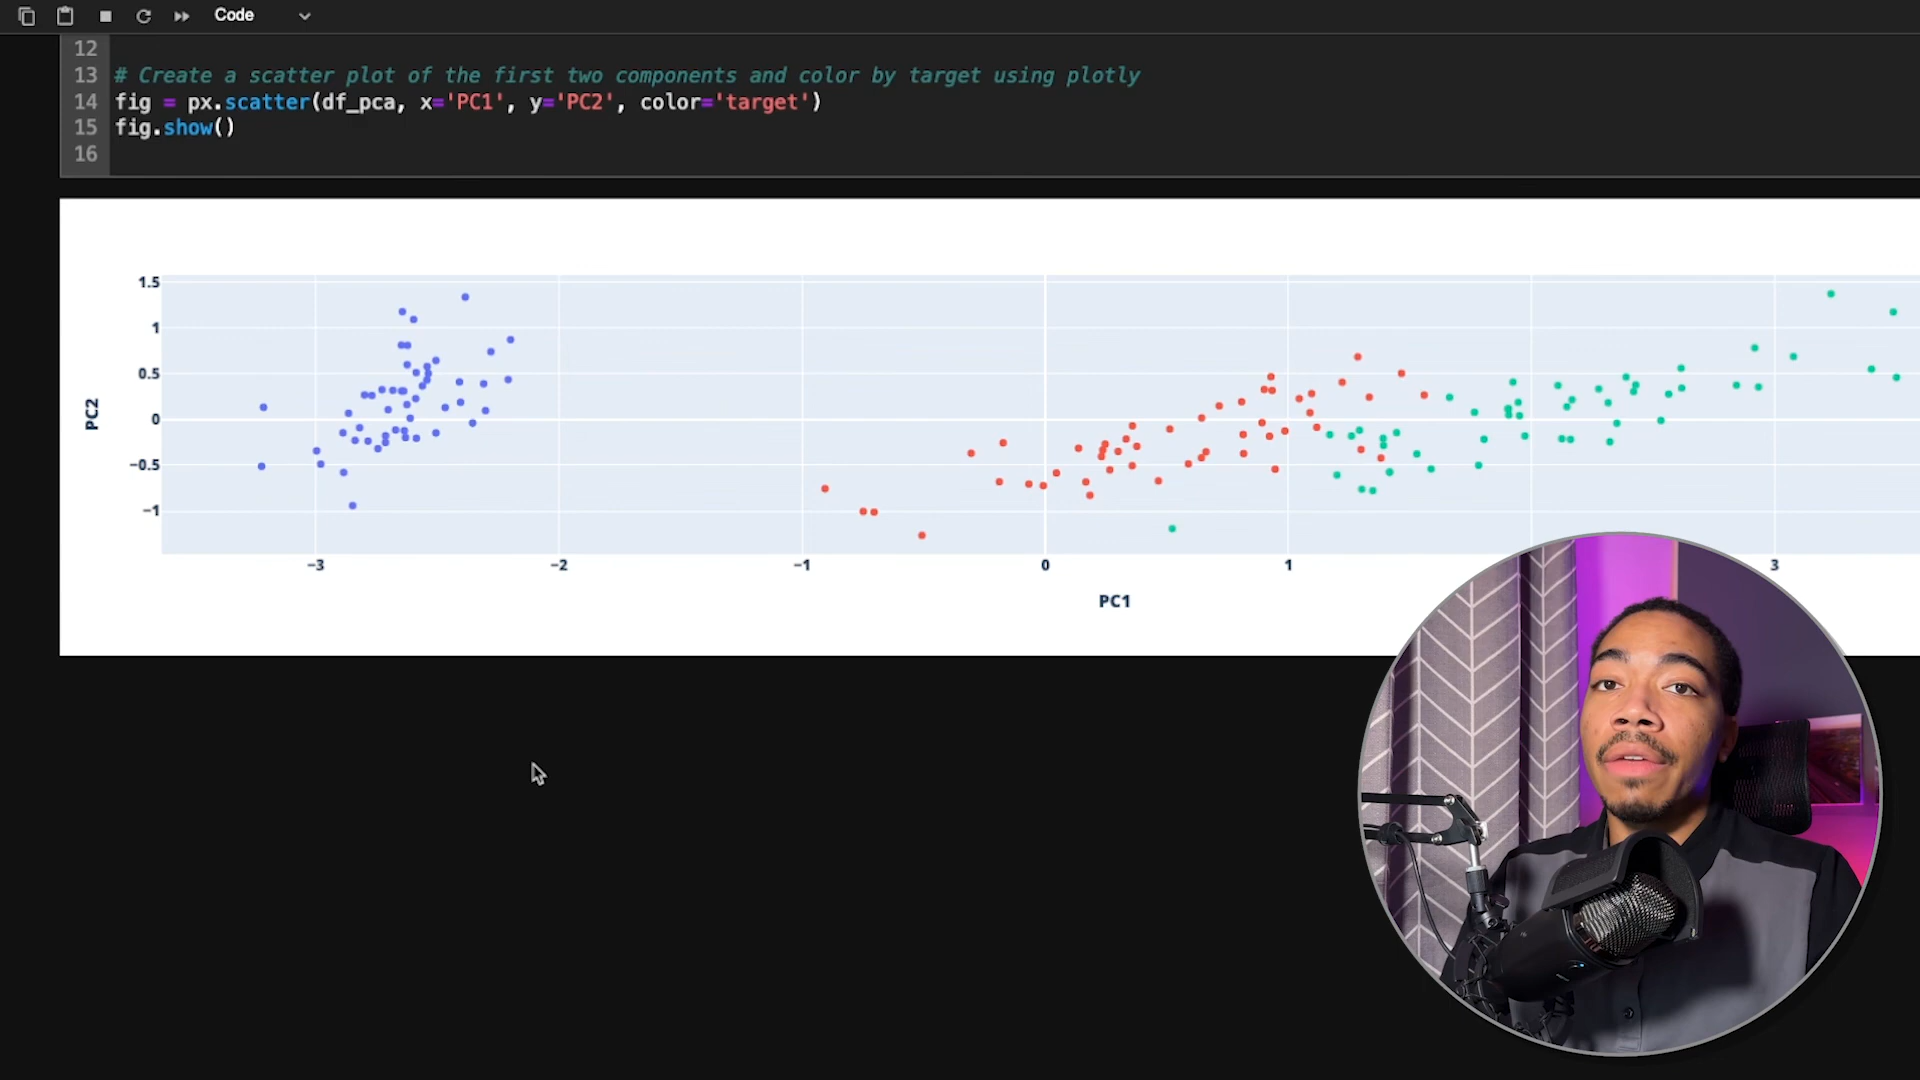 Code
12
13 # Create a scatter plot of the first two components and color by target using plotly
14 fig = px.scatter(df_pca, x='PC1', y='PC2', color='target')
15 fig.show()
16
1.5
1
0.5
0
−0.5
−1
PC2
−3 −2 −1 0 1 3
PC1